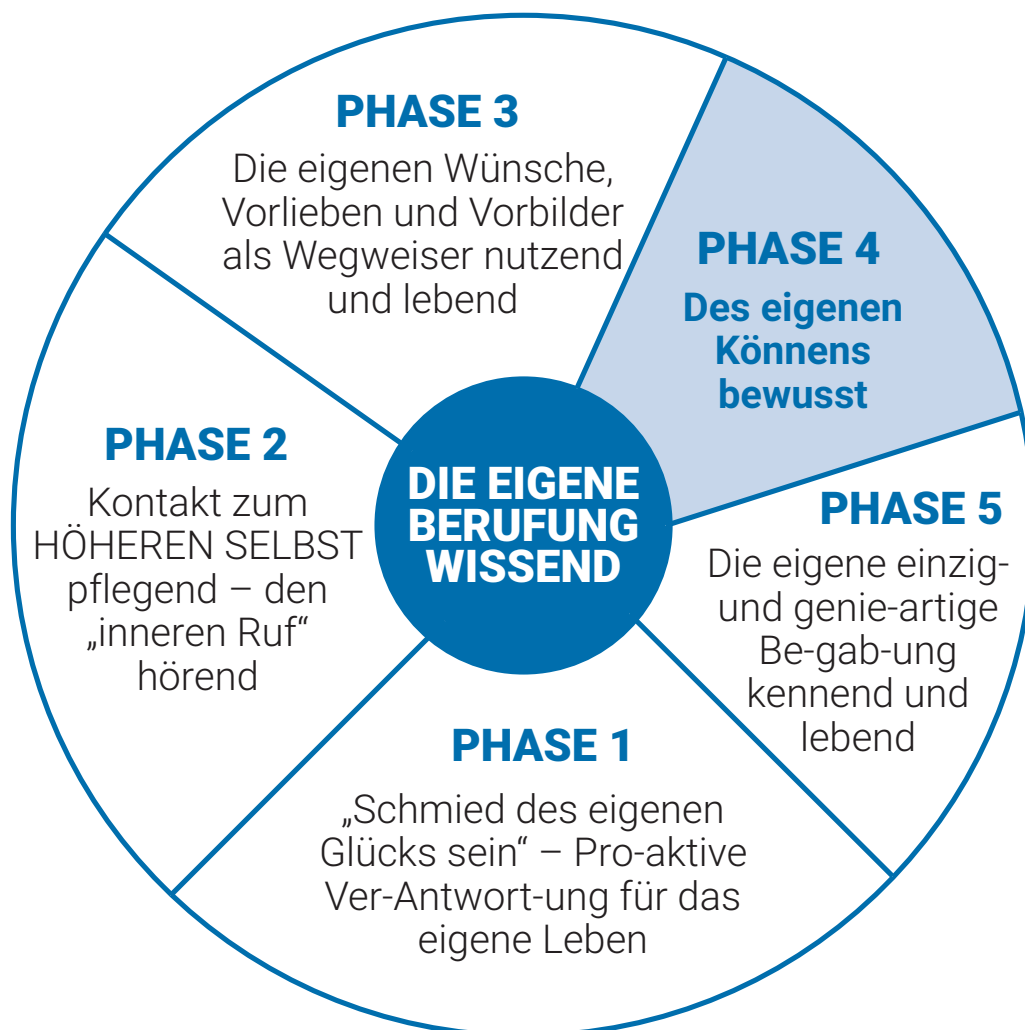 PHASE 3
Die eigenen Wünsche,
Vorlieben und Vorbilder
als Wegweiser nutzend
und lebend
PHASE 4
Des eigenen
Könnens
bewusst
PHASE 2
Kontakt zum
HÖHEREN SELBST
pflegend – den
„inneren Ruf“
hörend
DIE EIGENE
BERUFUNG
WISSEND
PHASE 5
Die eigene einzig-
und genie-artige
Be-gab-ung
kennend und
lebend
PHASE 1
„Schmied des eigenen
Glücks sein“ – Pro-aktive
Ver-Antwort-ung für das
eigene Leben